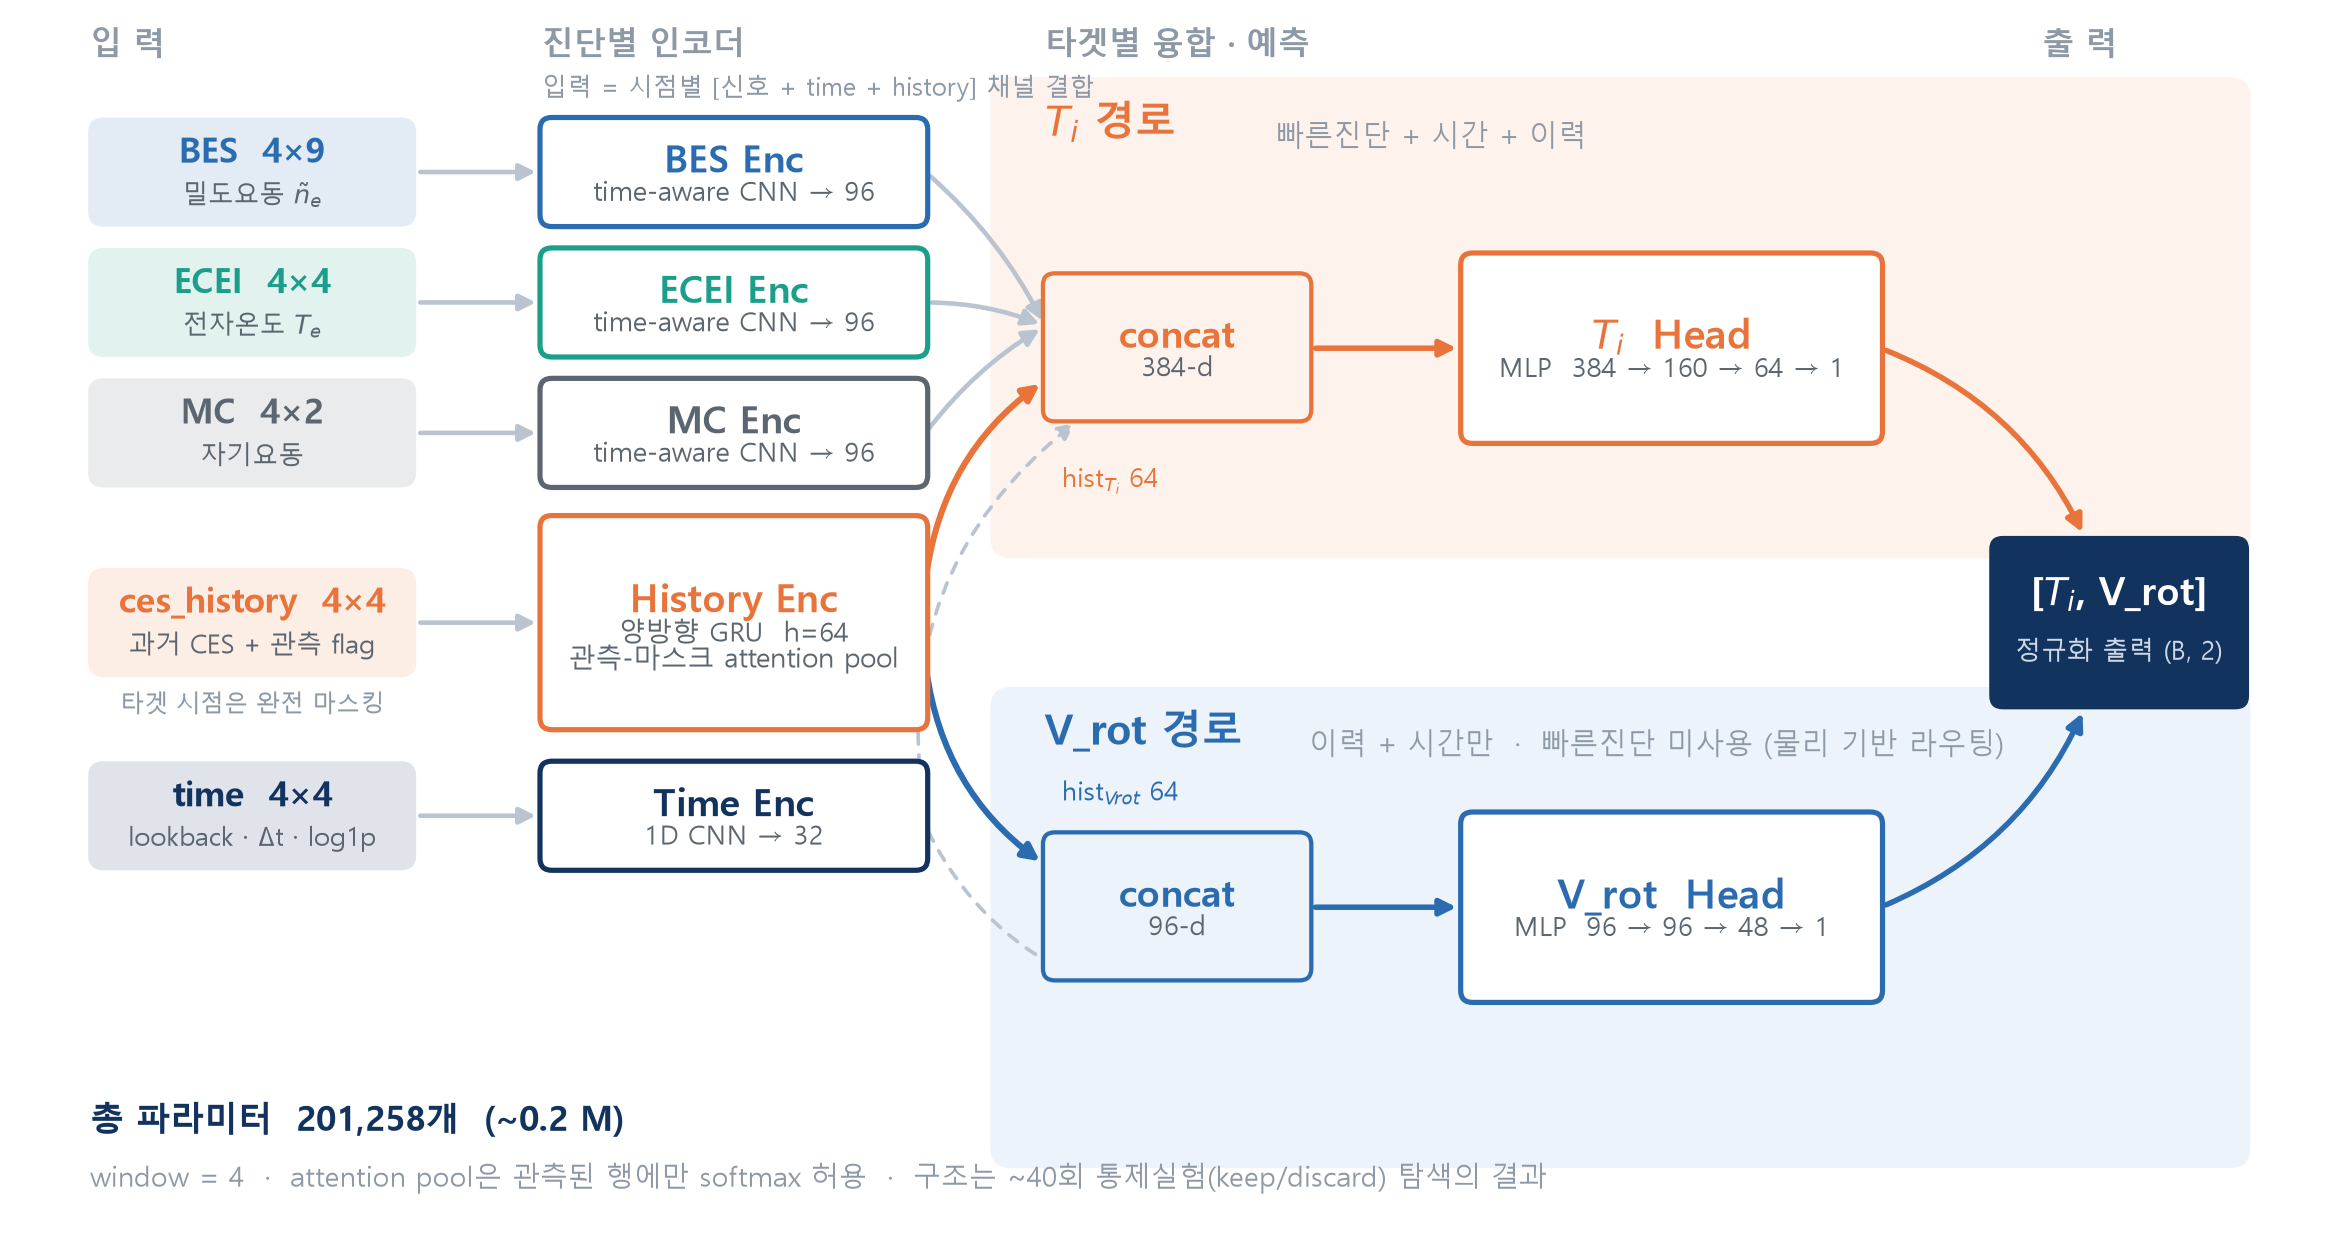 입 력
진단별 인코더
타겟별 융합 · 예측
출 력
입력 = 시점별 [신호 + time + history] 채널 결합
BES 4×9
밀도요동 ñₑ
ECEI 4×4
전자온도 Tₑ
MC 4×2
자기요동
ces_history 4×4
과거 CES + 관측 flag
타겟 시점은 완전 마스킹
time 4×4
lookback · Δt · log1p
BES Enc
time-aware CNN → 96
ECEI Enc
time-aware CNN → 96
MC Enc
time-aware CNN → 96
History Enc
양방향 GRU h=64
관측-마스크 attention pool
Time Enc
1D CNN → 32
Tᵢ 경로
빠른진단 + 시간 + 이력
concat
384-d
hist_Tᵢ 64
Tᵢ Head
MLP 384 → 160 → 64 → 1
V_rot 경로
이력 + 시간만 · 빠른진단 미사용 (물리 기반 라우팅)
hist_Vrot 64
concat
96-d
V_rot Head
MLP 96 → 96 → 48 → 1
[Tᵢ, V_rot]
정규화 출력 (B, 2)
총 파라미터 201,258개 (~0.2 M)
window = 4 · attention pool은 관측된 행에만 softmax 허용 · 구조는 ~40회 통제실험(keep/discard) 탐색의 결과